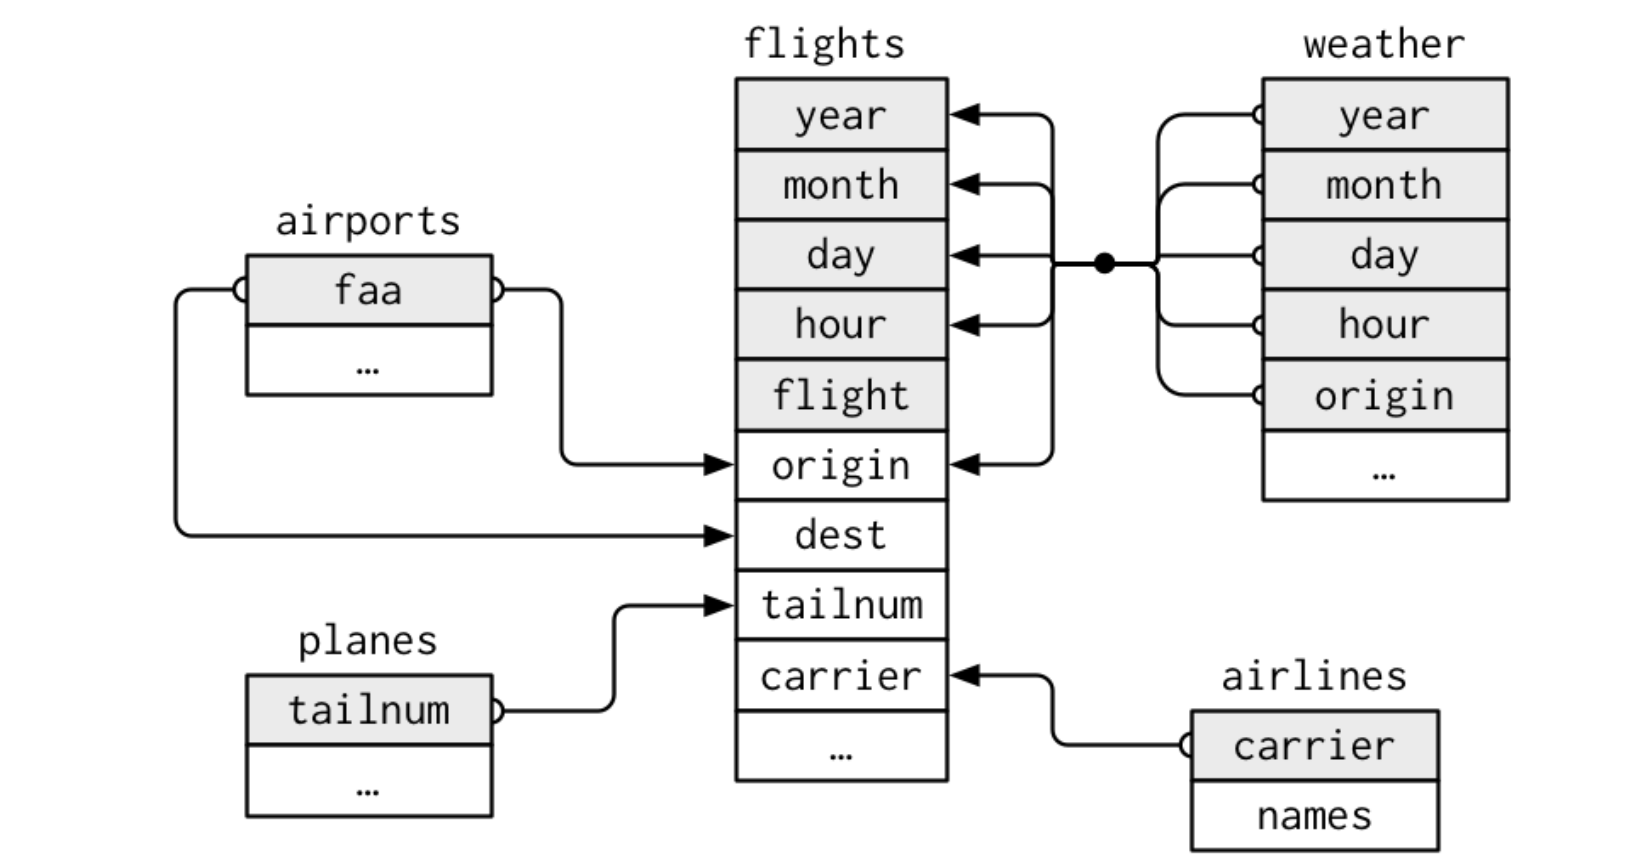 flights
year
month
day
hour
flight
origin
dest
tailnum
carrier
…
weather
year
month
day
hour
origin
…
airports
faa
…
planes
tailnum
…
airlines
carrier
names